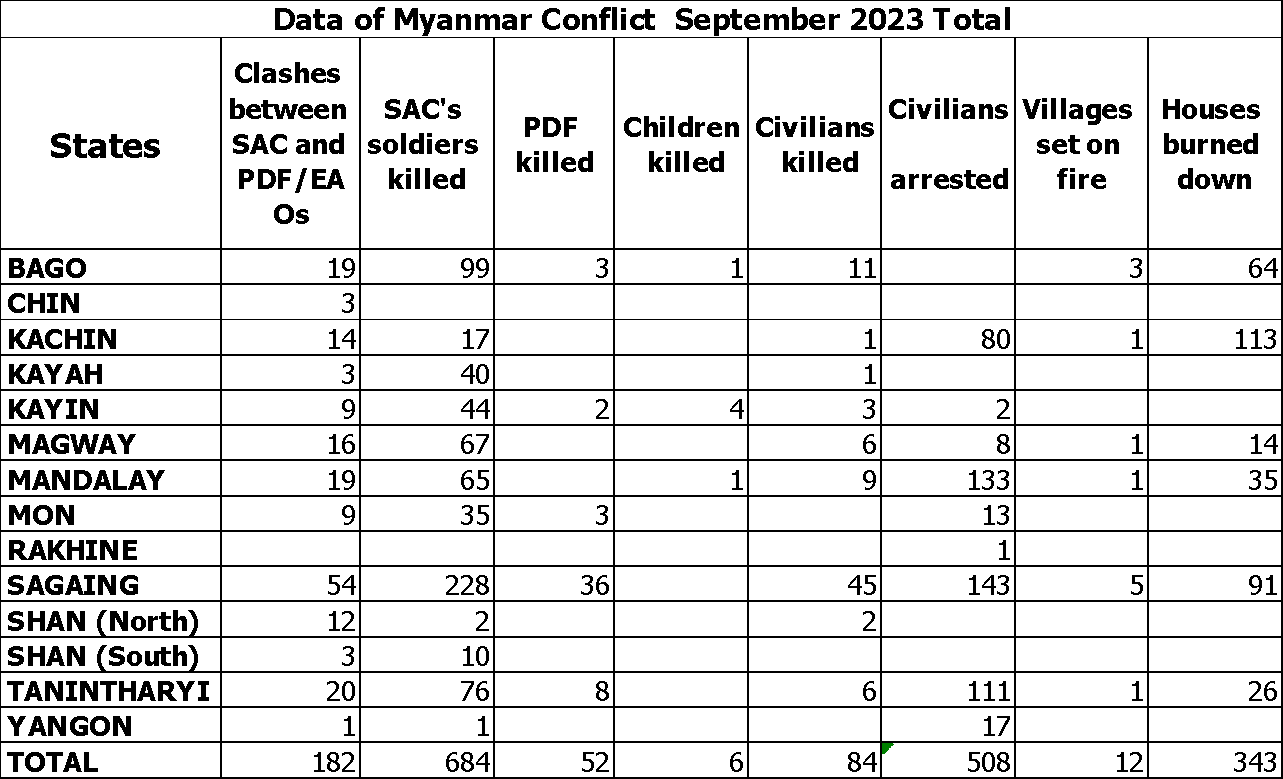 Data of Myanmar Conflict September 2023 Total
States Clashes between SAC and PDF/EA Os SAC's soldiers killed PDF killed Children killed Civilians killed Civilians arrested Villages set on fire Houses burned down
BAGO 19 99 3 1 11 3 64
CHIN 3
KACHIN 14 17 1 80 1 113
KAYAH 3 40 1
KAYIN 9 44 2 4 3 2
MAGWAY 16 67 6 8 1 14
MANDALAY 19 65 1 9 133 1 35
MON 9 35 3 13
RAKHINE 1
SAGAING 54 228 36 45 143 5 91
SHAN (North) 12 2 2
SHAN (South) 3 10
TANINTHARYI 20 76 8 6 111 1 26
YANGON 1 1 17
TOTAL 182 684 52 6 84 508 12 343